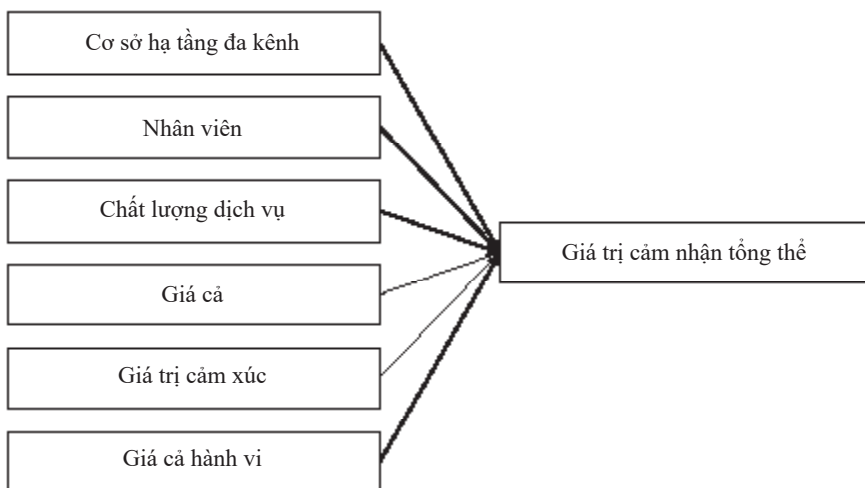 Cơ sở hạ tầng đa kênh
Nhân viên
Chất lượng dịch vụ
Giá cả
Giá trị cảm xúc
Giá cả hành vi
Giá trị cảm nhận tổng thể